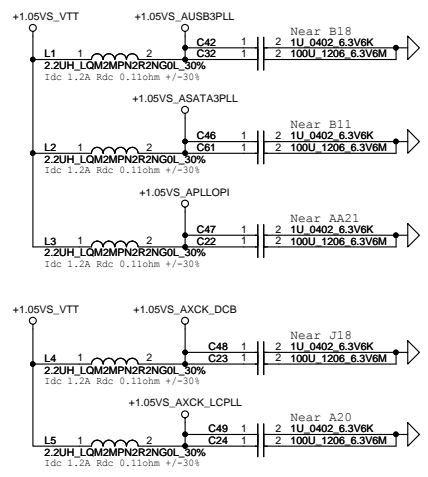 +1.05VS_VTT
+1.05VS_AUSB3PLL
Near B18
C42 1 2 1U_0402_6.3V6K
L1 1 2 C32 1 2 100U_1206_6.3V6M
2.2UH_LQM2MPN2R2NG0L_30%
Idc 1.2A Rdc 0.11ohm +/-30%
+1.05VS_ASATA3PLL
Near B11
C46 1 2 1U_0402_6.3V6K
L2 1 2 C61 1 2 100U_1206_6.3V6M
2.2UH_LQM2MPN2R2NG0L_30%
Idc 1.2A Rdc 0.11ohm +/-30%
+1.05VS_APLLOPI
Near AA21
C47 1 2 1U_0402_6.3V6K
L3 1 2 C22 1 2 100U_1206_6.3V6M
2.2UH_LQM2MPN2R2NG0L_30%
Idc 1.2A Rdc 0.11ohm +/-30%
+1.05VS_VTT
+1.05VS_AXCK_DCB
Near J18
C48 1 2 1U_0402_6.3V6K
L4 1 2 C23 1 2 100U_1206_6.3V6M
2.2UH_LQM2MPN2R2NG0L_30%
Idc 1.2A Rdc 0.11ohm +/-30%
+1.05VS_AXCK_LCPLL
Near A20
C49 1 2 1U_0402_6.3V6K
L5 1 2 C24 1 2 100U_1206_6.3V6M
2.2UH_LQM2MPN2R2NG0L_30%
Idc 1.2A Rdc 0.11ohm +/-30%